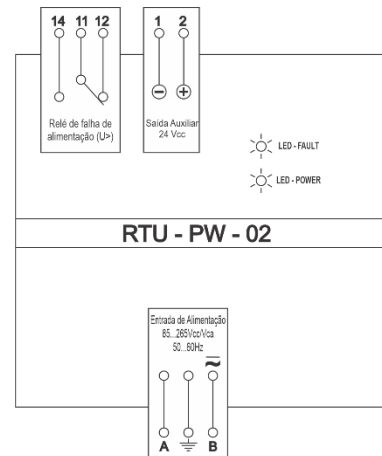 14 11 12
1 2
Relé de falha de
alimentação (U>)
Saída Auxiliar
24 Vcc
LED - FAULT
LED - POWER
RTU - PW - 02
Entrada de Alimentação
85...265Vcc/Vca
50...60Hz
A B